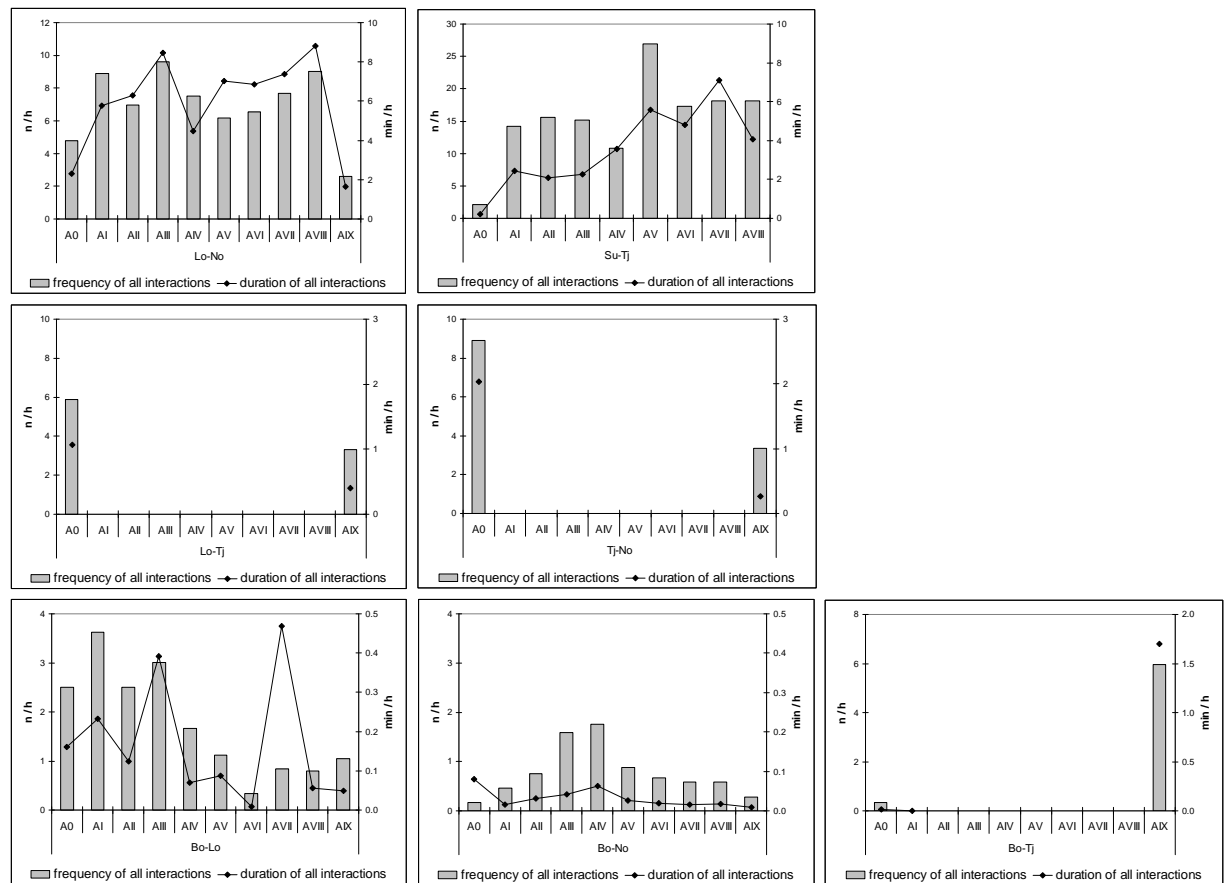 12
10
8
6
4
2
0
n / h
10
8
6
4
2
0
min / h
A0 AI AII AIII AIV AV AVI AVII AVIII AIX
Lo-No
frequency of all interactions duration of all interactions
30
25
20
15
10
5
0
n / h
10
8
6
4
2
0
min / h
A0 AI AII AIII AIV AV AVI AVII AVIII
Su-Tj
frequency of all interactions duration of all interactions
10
8
6
4
2
0
n / h
3
2
1
0
min / h
A0 AI AII AIII AIV AV AVI AVII AVIII AIX
Lo-Tj
frequency of all interactions duration of all interactions
10
8
6
4
2
0
n / h
3
2
1
0
min / h
A0 AI AII AIII AIV AV AVI AVII AVIII AIX
Tj-No
frequency of all interactions duration of all interactions
4
3
2
1
0
n / h
0.5
0.4
0.3
0.2
0.1
0.0
min / h
A0 AI AII AIII AIV AV AVI AVII AVIII AIX
Bo-Lo
frequency of all interactions duration of all interactions
4
3
2
1
0
n / h
0.5
0.4
0.3
0.2
0.1
0.0
min / h
A0 AI AII AIII AIV AV AVI AVII AVIII AIX
Bo-No
frequency of all interactions duration of all interactions
8
6
4
2
0
n / h
2.0
1.5
1.0
0.5
0.0
min / h
A0 AI AII AIII AIV AV AVI AVII AVIII AIX
Bo-Tj
frequency of all interactions duration of all interactions